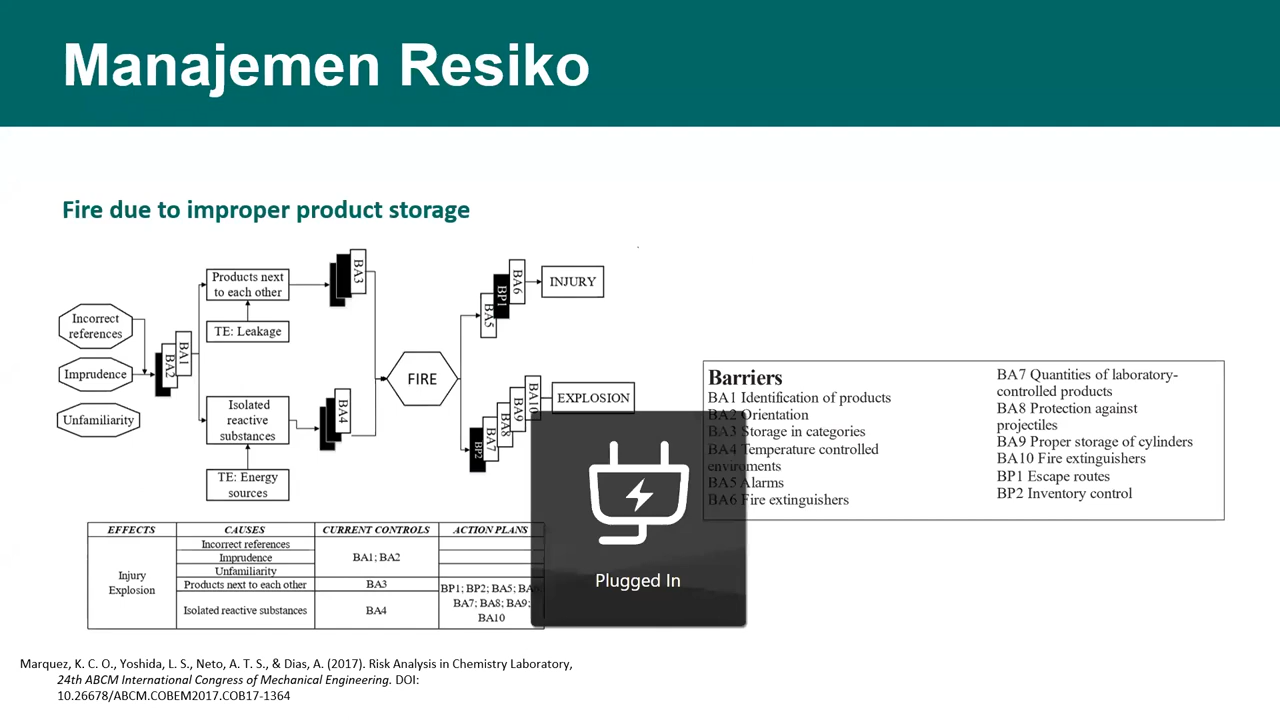 Manajemen Resiko
Fire due to improper product storage
Incorrect
references
Imprudence
Unfamiliarity
BA1
BA2
Products next
to each other
TE: Leakage
Isolated
reactive
substances
TE: Energy
sources
BA3
BA4
FIRE
BA6
BP1
BA5
INJURY
BA10
BA9
BA8
BA7
BP2
EXPLOSION
Plugged In
Barriers
BA1 Identification of products
BA2 Orientation
BA3 Storage in categories
BA4 Temperature controlled
enviroments
BA5 Alarms
BA6 Fire extinguishers
BA7 Quantities of laboratory-
controlled products
BA8 Protection against
projectiles
BA9 Proper storage of cylinders
BA10 Fire extinguishers
BP1 Escape routes
BP2 Inventory control
EFFECTS CAUSES CURRENT CONTROLS ACTION PLANS
Injury
Explosion
Incorrect references
Imprudence
Unfamiliarity
BA1; BA2
Products next to each other
BA3
Isolated reactive substances
BA4
BP1; BP2; BA5; BA6;
BA7; BA8; BA9;
BA10
Marquez, K. C. O., Yoshida, L. S., Neto, A. T. S., & Dias, A. (2017). Risk Analysis in Chemistry Laboratory,
24th ABCM International Congress of Mechanical Engineering. DOI:
10.26678/ABCM.COBEM2017.COB17-1364